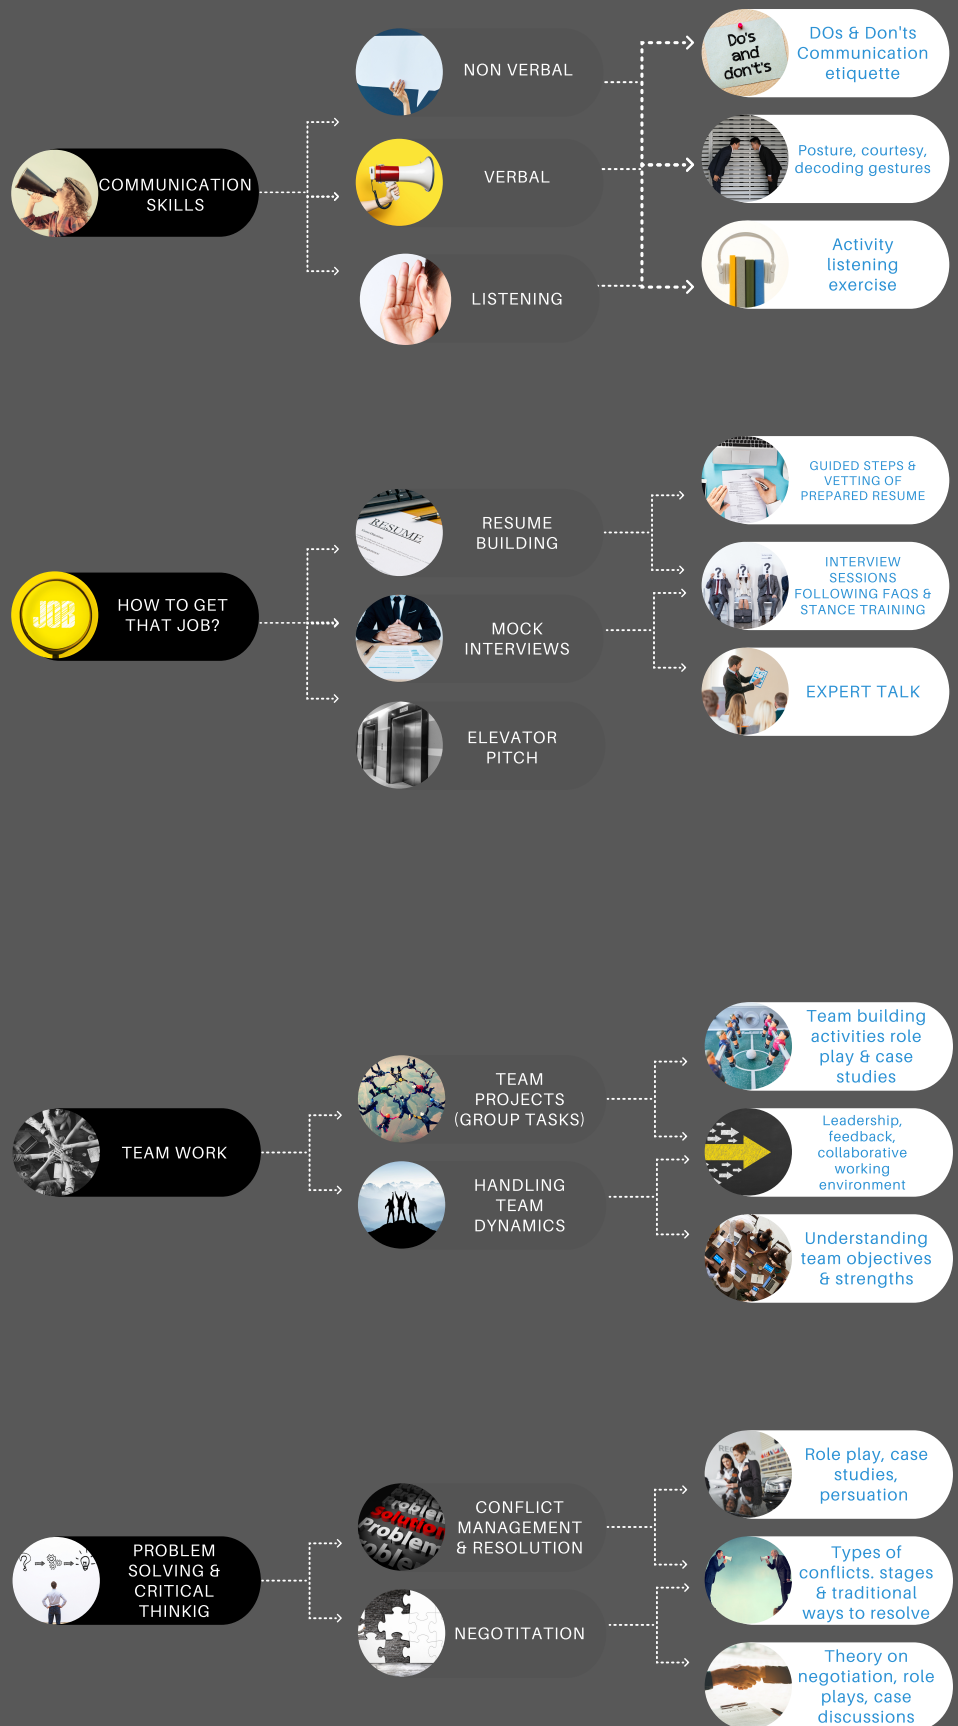 COMMUNICATION
SKILLS
NON VERBAL
VERBAL
LISTENING
Do's
and
don't's
DOs & Don'ts
Communication
etiquette
Posture, courtesy,
decoding gestures
Activity
listening
exercise
JOB
HOW TO GET
THAT JOB?
RESUME
RESUME
BUILDING
MOCK
INTERVIEWS
ELEVATOR
PITCH
GUIDED STEPS &
VETTING OF
PREPARED RESUME
? ? ?
INTERVIEW
SESSIONS
FOLLOWING FAQS &
STANCE TRAINING
EXPERT TALK
TEAM WORK
TEAM
PROJECTS
(GROUP TASKS)
HANDLING
TEAM
DYNAMICS
Team building
activities role
play & case
studies
Leadership,
feedback,
collaborative
working
environment
Understanding
team objectives
& strengths
?
PROBLEM
SOLVING &
CRITICAL
THINKIG
Solution
Problem
CONFLICT
MANAGEMENT
& RESOLUTION
NEGOTITATION
Role play, case
studies,
persuation
Types of
conflicts. stages
& traditional
ways to resolve
Theory on
negotiation, role
plays, case
discussions